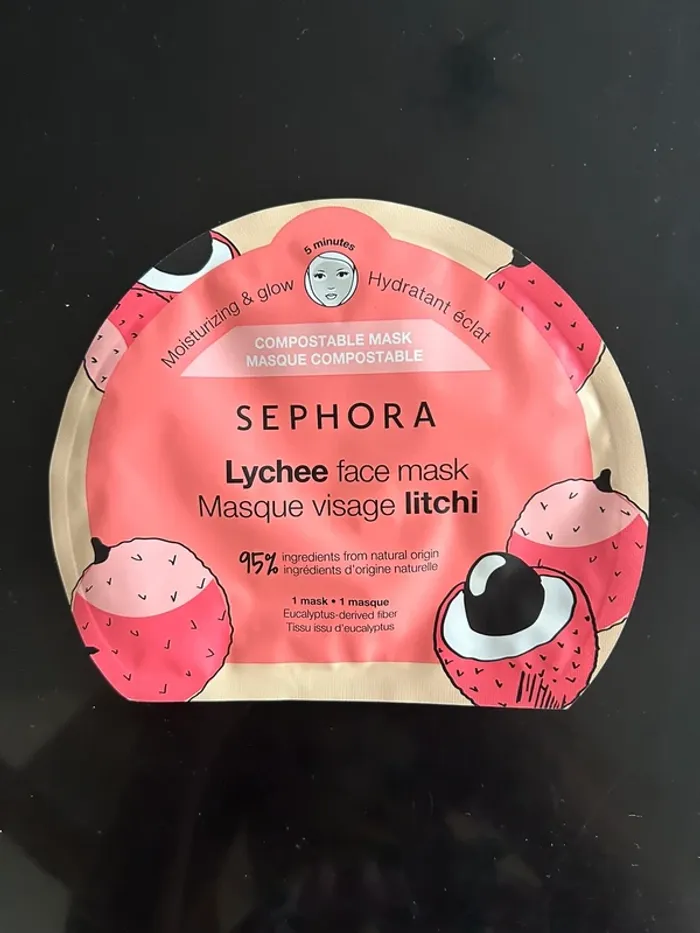 5 minutes
Moisturizing & glow
Hydratant éclat
COMPOSTABLE MASK
MASQUE COMPOSTABLE
SEPHORA
Lychee face mask
Masque visage litchi
95% ingredients from natural origin
ingrédients d'origine naturelle
1 mask • 1 masque
Eucalyptus-derived fiber
Tissu issu d'eucalyptus